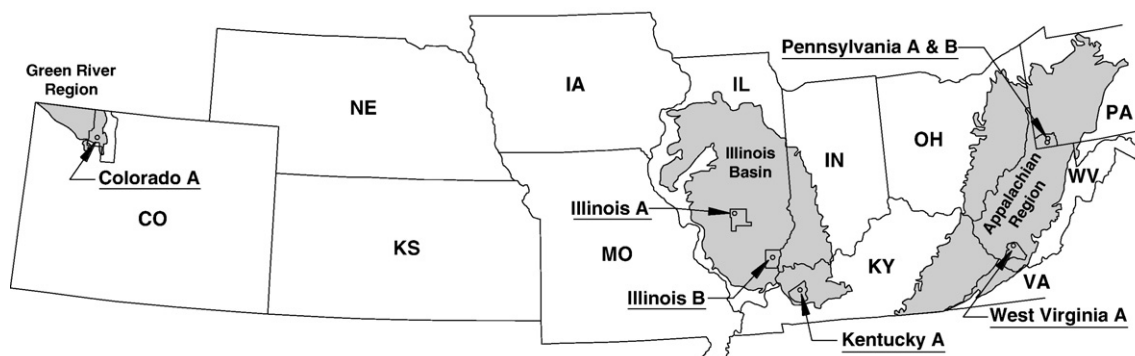 Pennsylvania A & B
Green River
Region
IA
IL
NE
PA
OH
IN
Illinois
Basin
WV
Colorado A
Appalachian
Region
Illinois A
CO
KS
MO
KY
VA
Illinois B
West Virginia A
Kentucky A